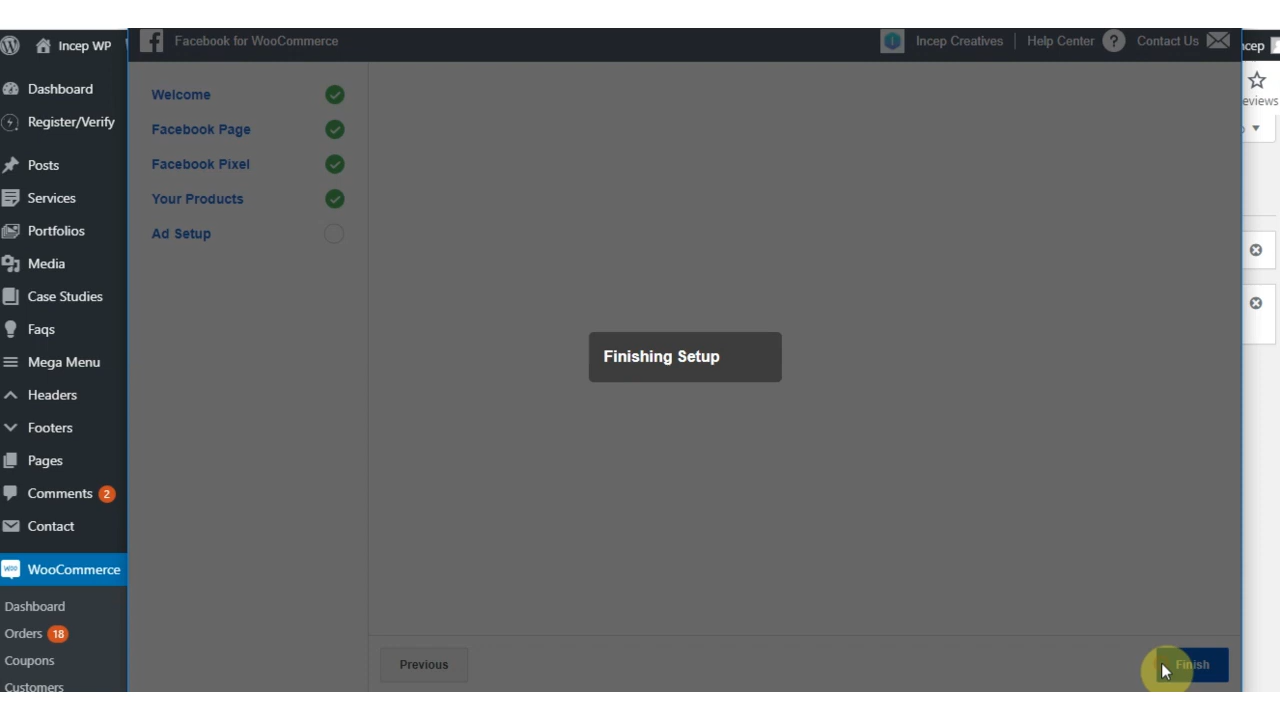 Incep WP
Facebook for WooCommerce
Incep Creatives
Help Center
?
Contact Us
cep
Dashboard
Register/Verify
Posts
Services
Portfolios
Media
Case Studies
Faqs
Mega Menu
Headers
Footers
Pages
Comments 2
Contact
WooCommerce
Dashboard
Orders 18
Coupons
Customers
Welcome
Facebook Page
Facebook Pixel
Your Products
Ad Setup
Finishing Setup
Previous
Finish
eviews